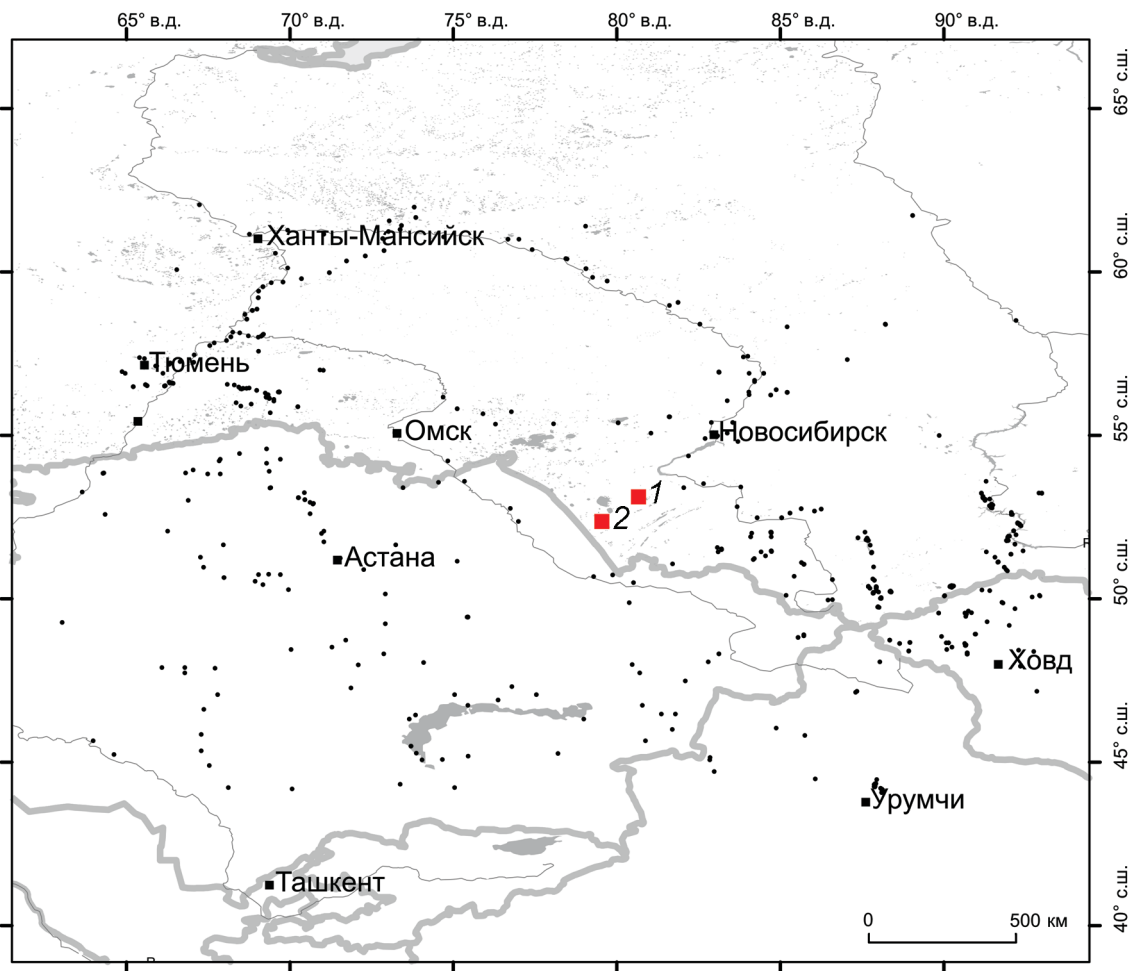 65° в.д.
70° в.д.
75° в.д.
80° в.д.
85° в.д.
90° в.д.
65° с.ш.
Ханты-Мансийск
60° с.ш.
Тюмень
Омск
Новосибирск
55° с.ш.
1
2
Астана
50° с.ш.
Ховд
45° с.ш.
Урумчи
Ташкент
0
500 км
40° с.ш.